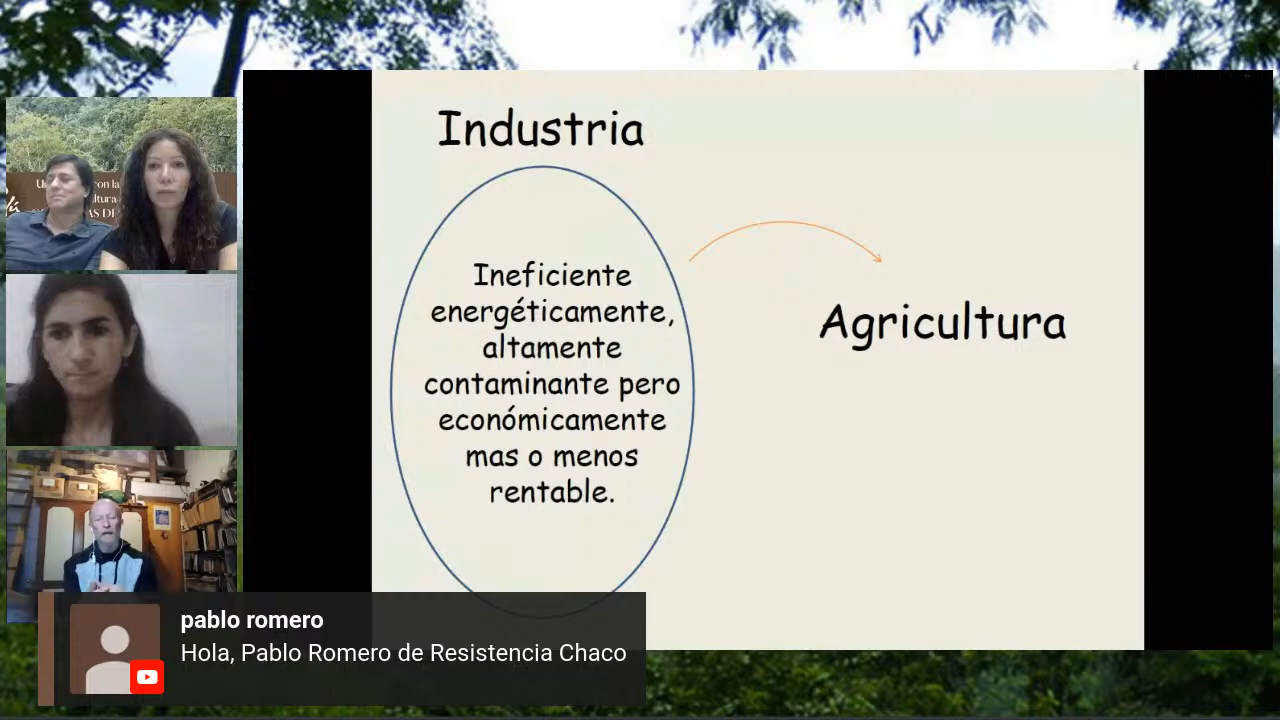 Industria
Ineficiente
energéticamente,
altamente
contaminante pero
económicamente
mas o menos
rentable.
Agricultura
pablo romero
Hola, Pablo Romero de Resistencia Chaco